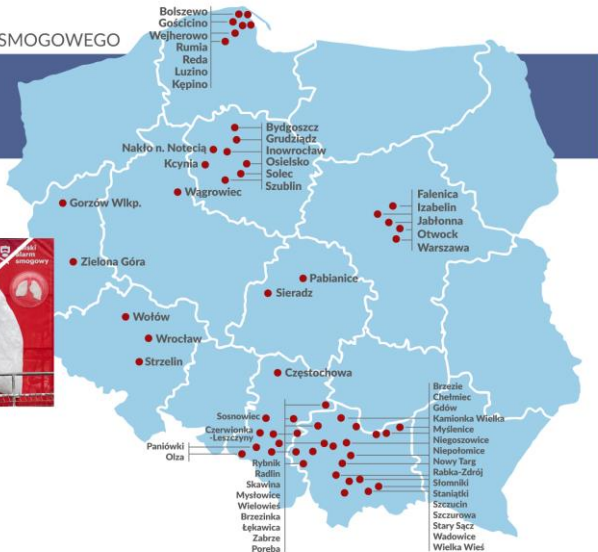 SMOGOWEGO
Bolszewo
Gościcino
Wejherowo
Rumia
Reda
Luzino
Kępino
Bydgoszcz
Grudziądz
Inowrocław
Osielsko
Solec
Szublin
Nakło n. Notecią
Kcynia
Wągrowiec
Gorzów Wlkp.
Zielona Góra
Falenica
Izabelin
Jabłonna
Otwock
Warszawa
Pabianice
Sieradz
Wołów
Wrocław
Strzelin
alarm
smogowy
Częstochowa
Sosnowiec
Czerwionka
-Leszczyny
Paniówki
Olza
Rybnik
Radlin
Skawina
Mysłowice
Wielowieś
Brzezinka
Łękawica
Zabrze
Poręba
Brzezie
Chełmiec
Gdów
Kamionka Wielka
Myślenice
Niegoszowice
Niepołomice
Nowy Targ
Rabka-Zdrój
Słomniki
Staniątki
Szczucin
Szczurowa
Stary Sącz
Wadowice
Wielka Wieś